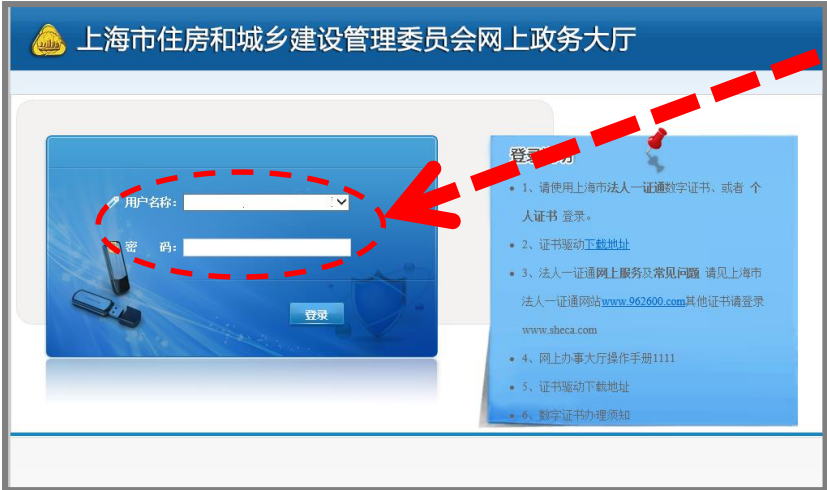 上海市住房和城乡建设管理委员会网上政务大厅
用户名称:
密 码:
登录
登录说明
• 1、请使用上海市法人一证通数字证书、或者 个
人证书 登录。
• 2、证书驱动下载地址
• 3、法人一证通网上服务及常见问题 请见上海市
法人一证通网站www.962600.com其他证书请登录
www.sheca.com
• 4、网上办事大厅操作手册1111
• 5、证书驱动下载地址
• 6、数字证书办理须知